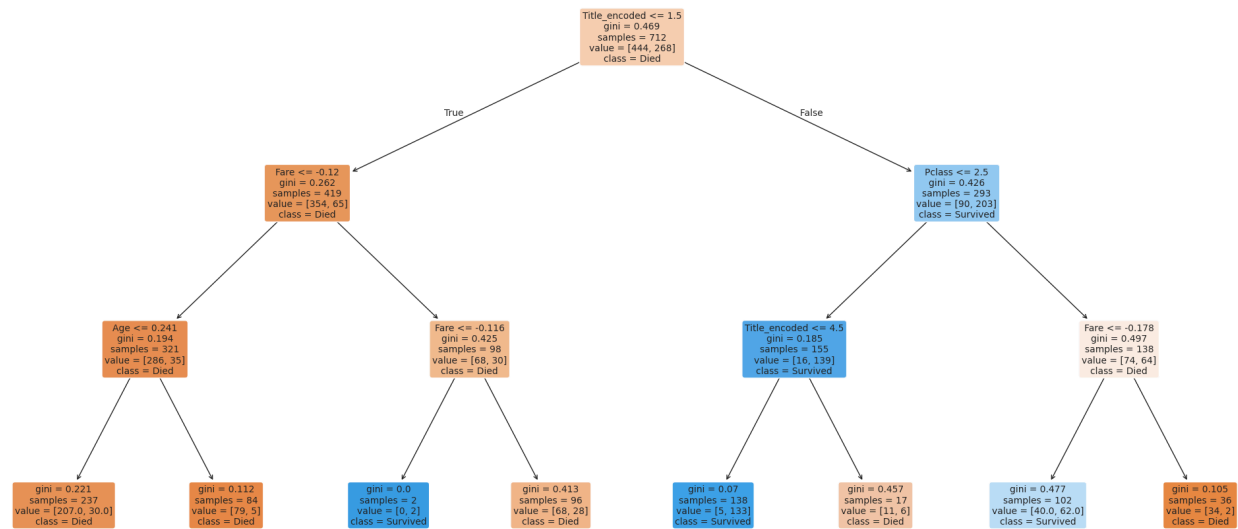 Title_encoded <= 1.5
gini = 0.469
samples = 712
value = [444, 268]
class = Died
True
False
Fare <= -0.12
gini = 0.262
samples = 419
value = [354, 65]
class = Died
Pclass <= 2.5
gini = 0.426
samples = 293
value = [90, 203]
class = Survived
Age <= 0.241
gini = 0.194
samples = 321
value = [286, 35]
class = Died
Fare <= -0.116
gini = 0.425
samples = 98
value = [68, 30]
class = Died
Title_encoded <= 4.5
gini = 0.185
samples = 155
value = [16, 139]
class = Survived
Fare <= -0.178
gini = 0.497
samples = 138
value = [74, 64]
class = Died
gini = 0.221
samples = 237
value = [207.0, 30.0]
class = Died
gini = 0.112
samples = 84
value = [79, 5]
class = Died
gini = 0.0
samples = 2
value = [0, 2]
class = Survived
gini = 0.413
samples = 96
value = [68, 28]
class = Died
gini = 0.07
samples = 138
value = [5, 133]
class = Survived
gini = 0.457
samples = 17
value = [11, 6]
class = Died
gini = 0.477
samples = 102
value = [40.0, 62.0]
class = Survived
gini = 0.105
samples = 36
value = [34, 2]
class = Died